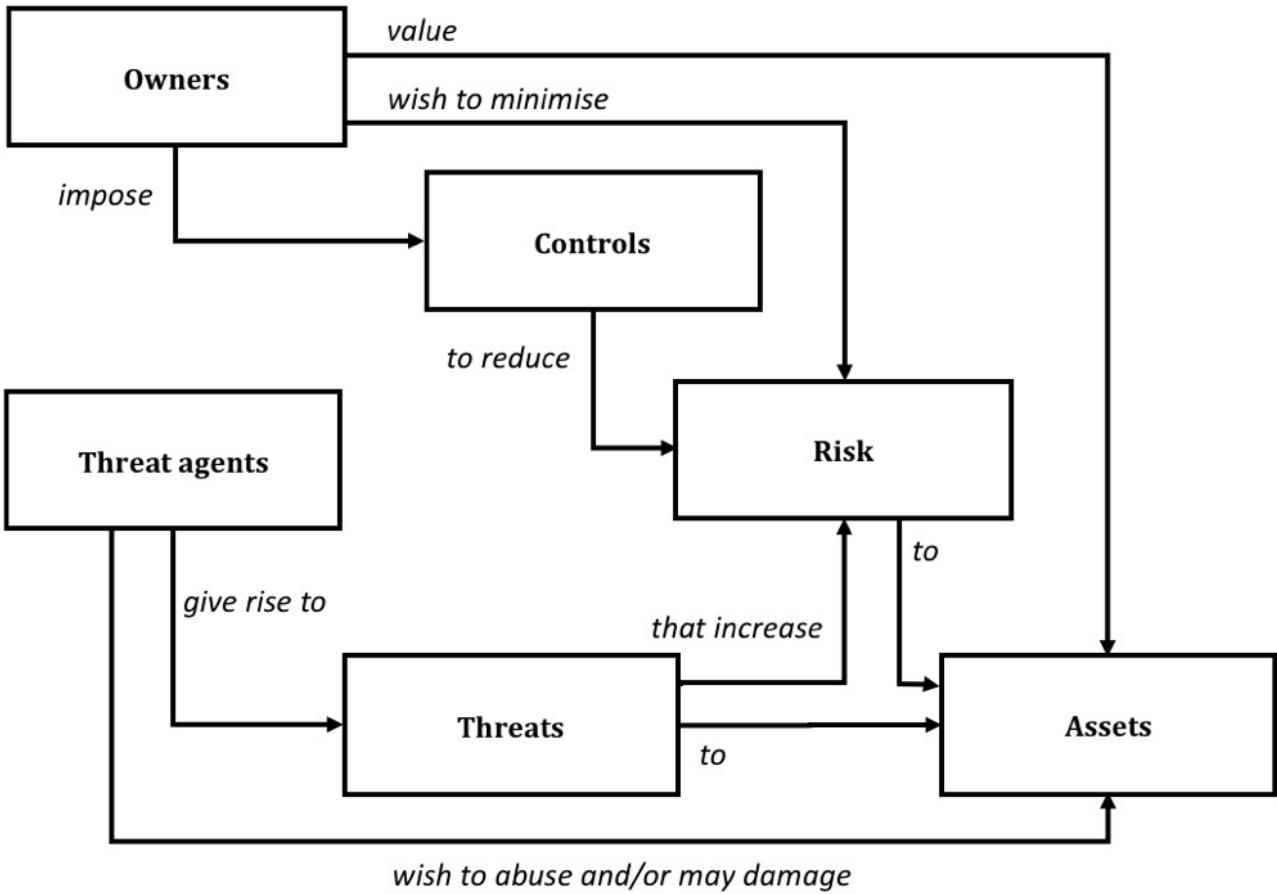 value
Owners
wish to minimise
impose
Controls
to reduce
Risk
Threat agents
to
give rise to
that increase
Threats
Assets
to
wish to abuse and/or may damage